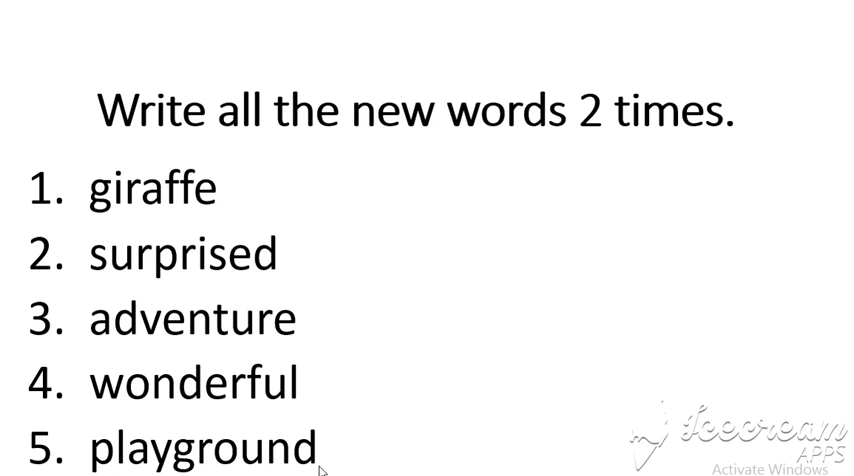 Write all the new words 2 times.
1. giraffe
2. surprised
3. adventure
4. wonderful
5. playground
Icecream
APPS
Activate Windows